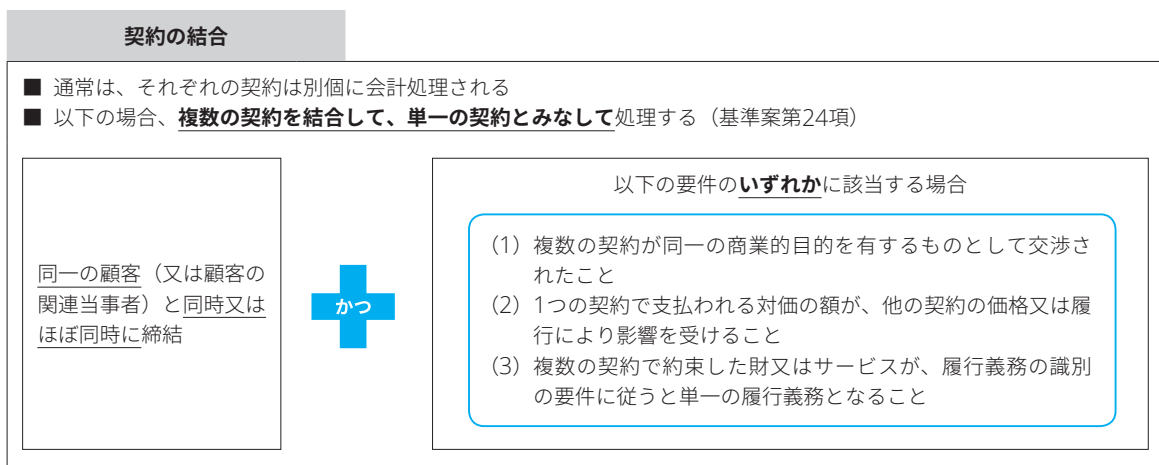 契約の結合
■ 通常は、それぞれの契約は別個に会計処理される
■ 以下の場合、複数の契約を結合して、単一の契約とみなして処理する（基準案第24項）
同一の顧客（又は顧客の
関連当事者）と同時又は
ほぼ同時に締結
かつ
以下の要件のいずれかに該当する場合
（1）複数の契約が同一の商業的目的を有するものとして交渉さ
れたこと
（2）1つの契約で支払われる対価の額が、他の契約の価格又は履
行により影響を受けること
（3）複数の契約で約束した財又はサービスが、履行義務の識別
の要件に従うと単一の履行義務となること